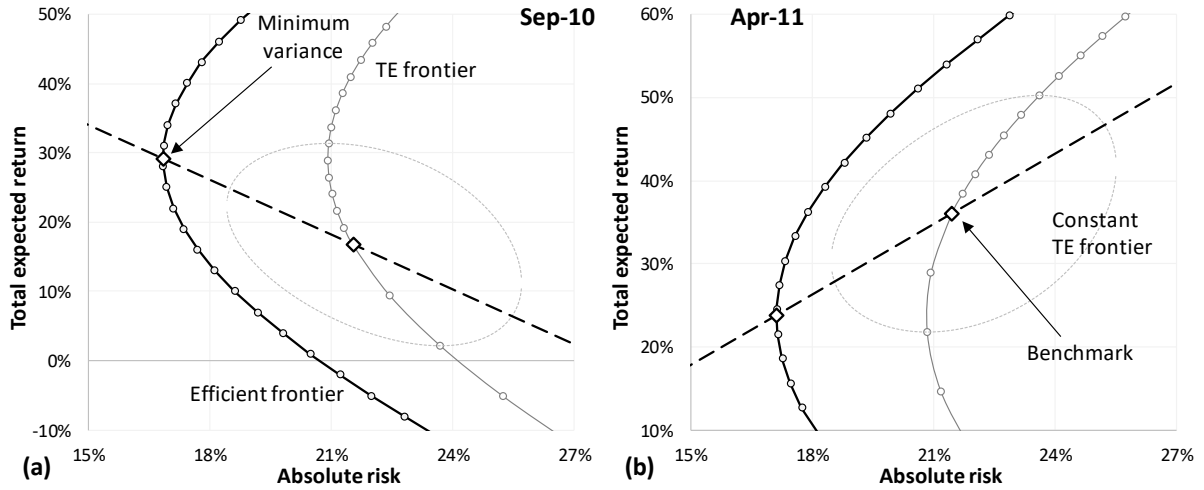 Sep-10
Minimum
variance
TE frontier
Efficient frontier
Total expected return
50%
40%
30%
20%
10%
0%
-10%
15%
18%
21%
24%
27%
Absolute risk
(a)
Apr-11
Constant
TE frontier
Benchmark
Total expected return
60%
50%
40%
30%
20%
10%
15%
18%
21%
24%
27%
Absolute risk
(b)